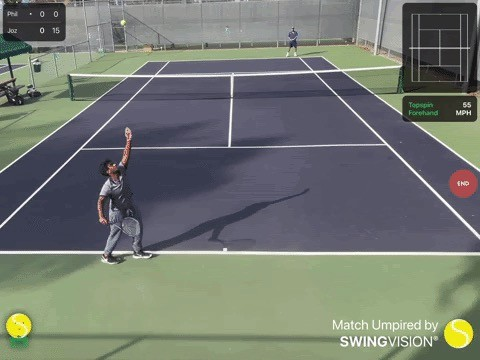 Phil • 0 0
Joz 0 15
Topspin 55
Forehand MPH
END
Match Umpired by
SWINGVISION®